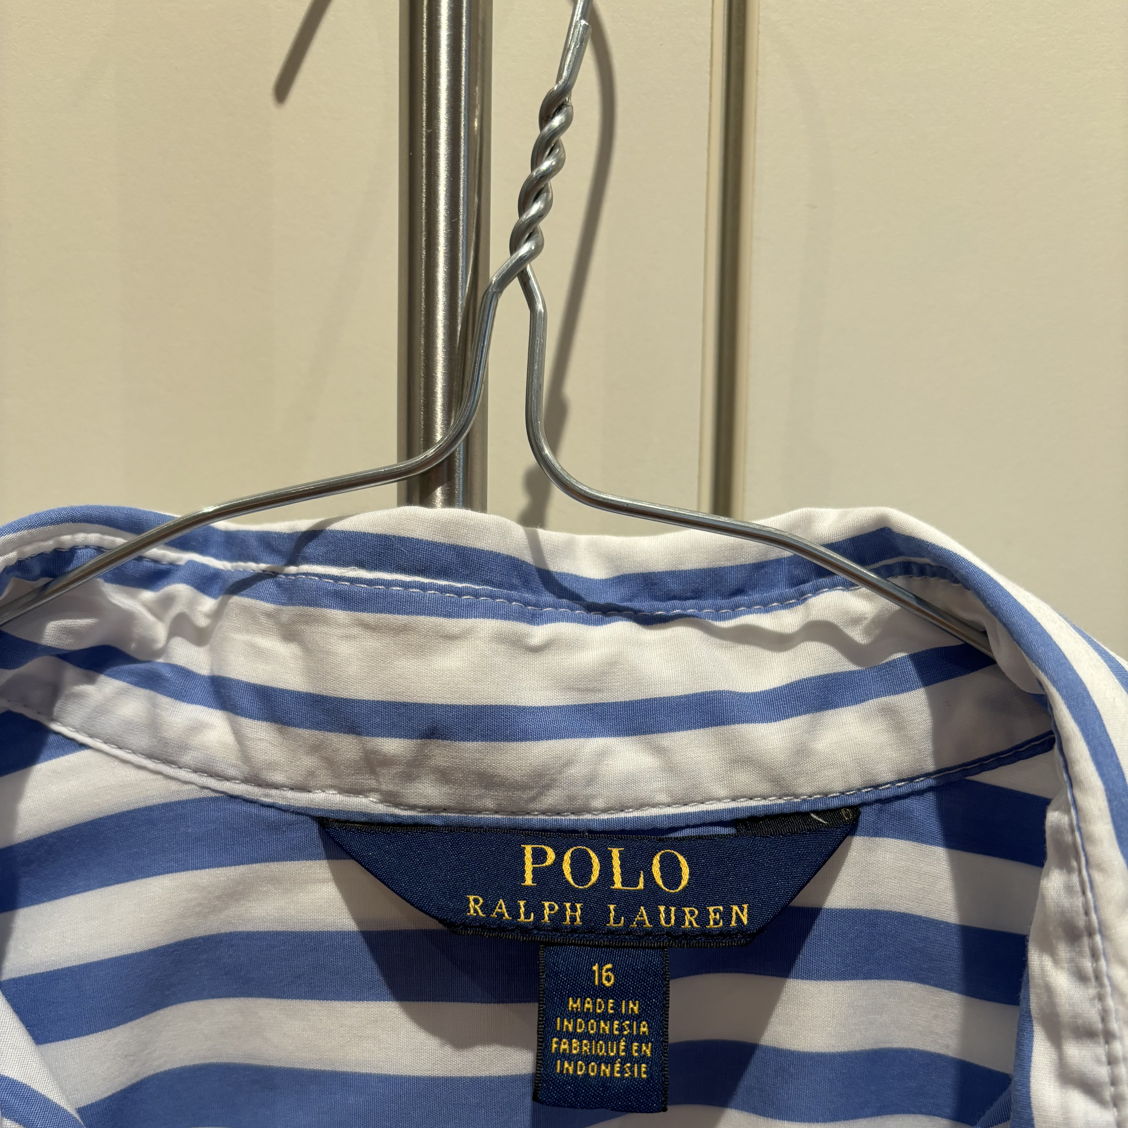 POLO
RALPH LAUREN
16
MADE IN
INDONESIA
FABRIQUÉ EN
INDONÉSIE